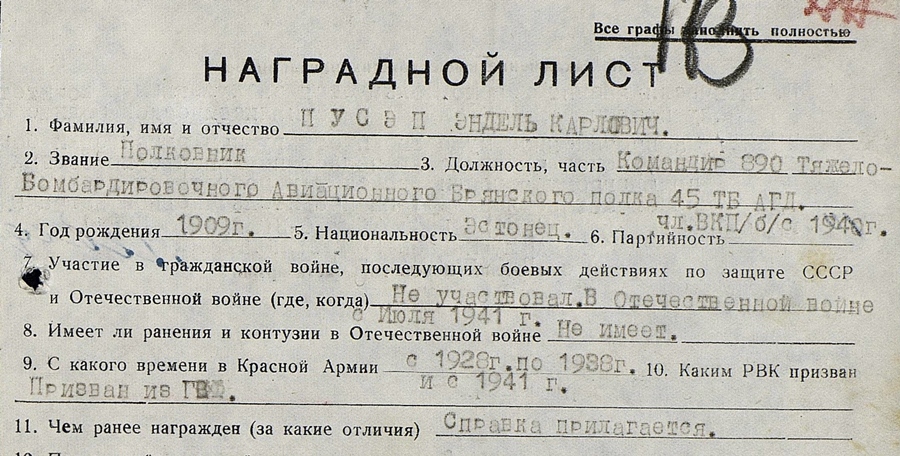 Все графы заполнить полностью
НАГРАДНОЙ ЛИСТ
1. Фамилия, имя и отчество ПУСЭП ЭНДЕЛЬ КАРЛОВИЧ.
2. Звание Полковник 3. Должность, часть Командир 890 Тяжело-
Бомбардировочного Авиационного Брянского полка 45 ТБ АГД.
4. Год рождения 1909г. 5. Национальность Эстонец. 6. Партийность чл.ВКП/б/с 1940г.
7. Участие в гражданской войне, последующих боевых действиях по защите СССР
и Отечественной войне (где, когда) Не участвовал.В Отечественной войне
с Июля 1941 г.
8. Имеет ли ранения и контузии в Отечественной войне Не имеет.
9. С какого времени в Красной Армии с 1928г.по 1938г. 10. Каким РВК призван
и с 1941 г.
Призван из ГВФ.
11. Чем ранее награжден (за какие отличия) Справка прилагается.